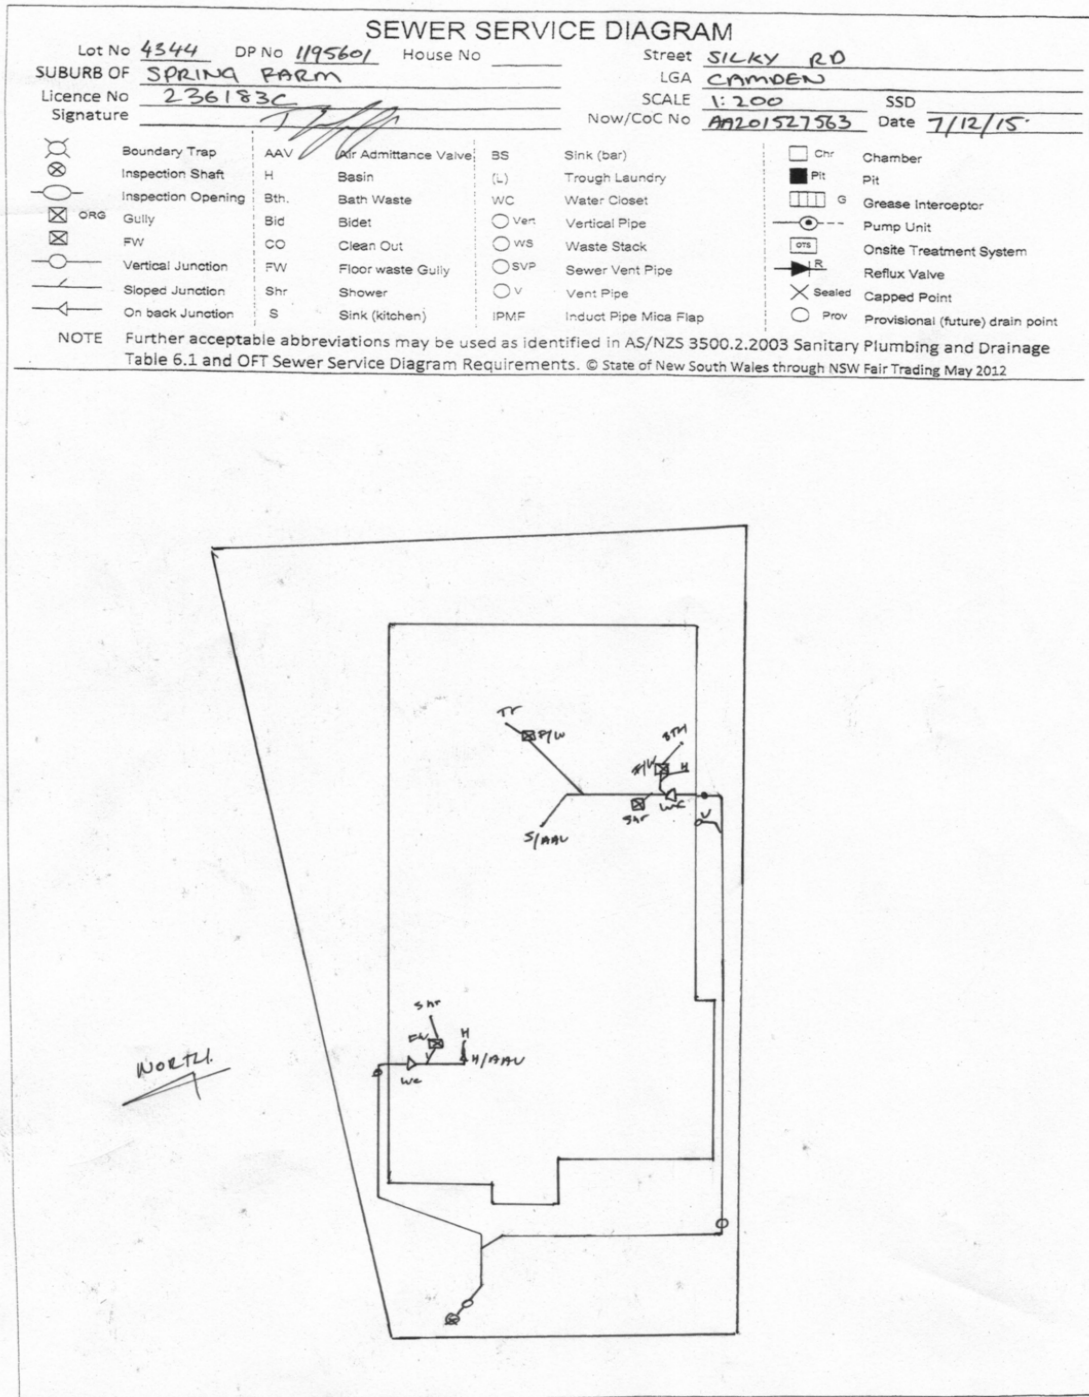 SEWER SERVICE DIAGRAM
Lot No 4344 DP No 1195601 House No Street SILKY RD
SUBURB OF SPRING FARM LGA CAMDEN
Licence No 236183C SCALE 1:200 SSD
Signature Now/CoC No AA201527563 Date 7/12/15
Boundary Trap AAV Air Admittance Valve BS Sink (bar) Chr Chamber
Inspection Shaft H Basin (L) Trough Laundry Pit Pit
Inspection Opening Bth. Bath Waste WC Water Closet G Grease Interceptor
ORG Gully Bid Bidet Vert Vertical Pipe Pump Unit
FW CO Clean Out WS Waste Stack OTS Onsite Treatment System
Vertical Junction FW Floor waste Gully SVP Sewer Vent Pipe R Reflux Valve
Sloped Junction Shr Shower V Vent Pipe Sealed Capped Point
On back Junction S Sink (kitchen) IPMF Induct Pipe Mica Flap Prov Provisional (future) drain point
NOTE Further acceptable abbreviations may be used as identified in AS/NZS 3500.2.2003 Sanitary Plumbing and Drainage
Table 6.1 and OFT Sewer Service Diagram Requirements. © State of New South Wales through NSW Fair Trading May 2012
Tr
F/W
BTH
F/W H
Shr WC
V
S/AAV
Shr
FW H
H/AAV
WC
NORTH.